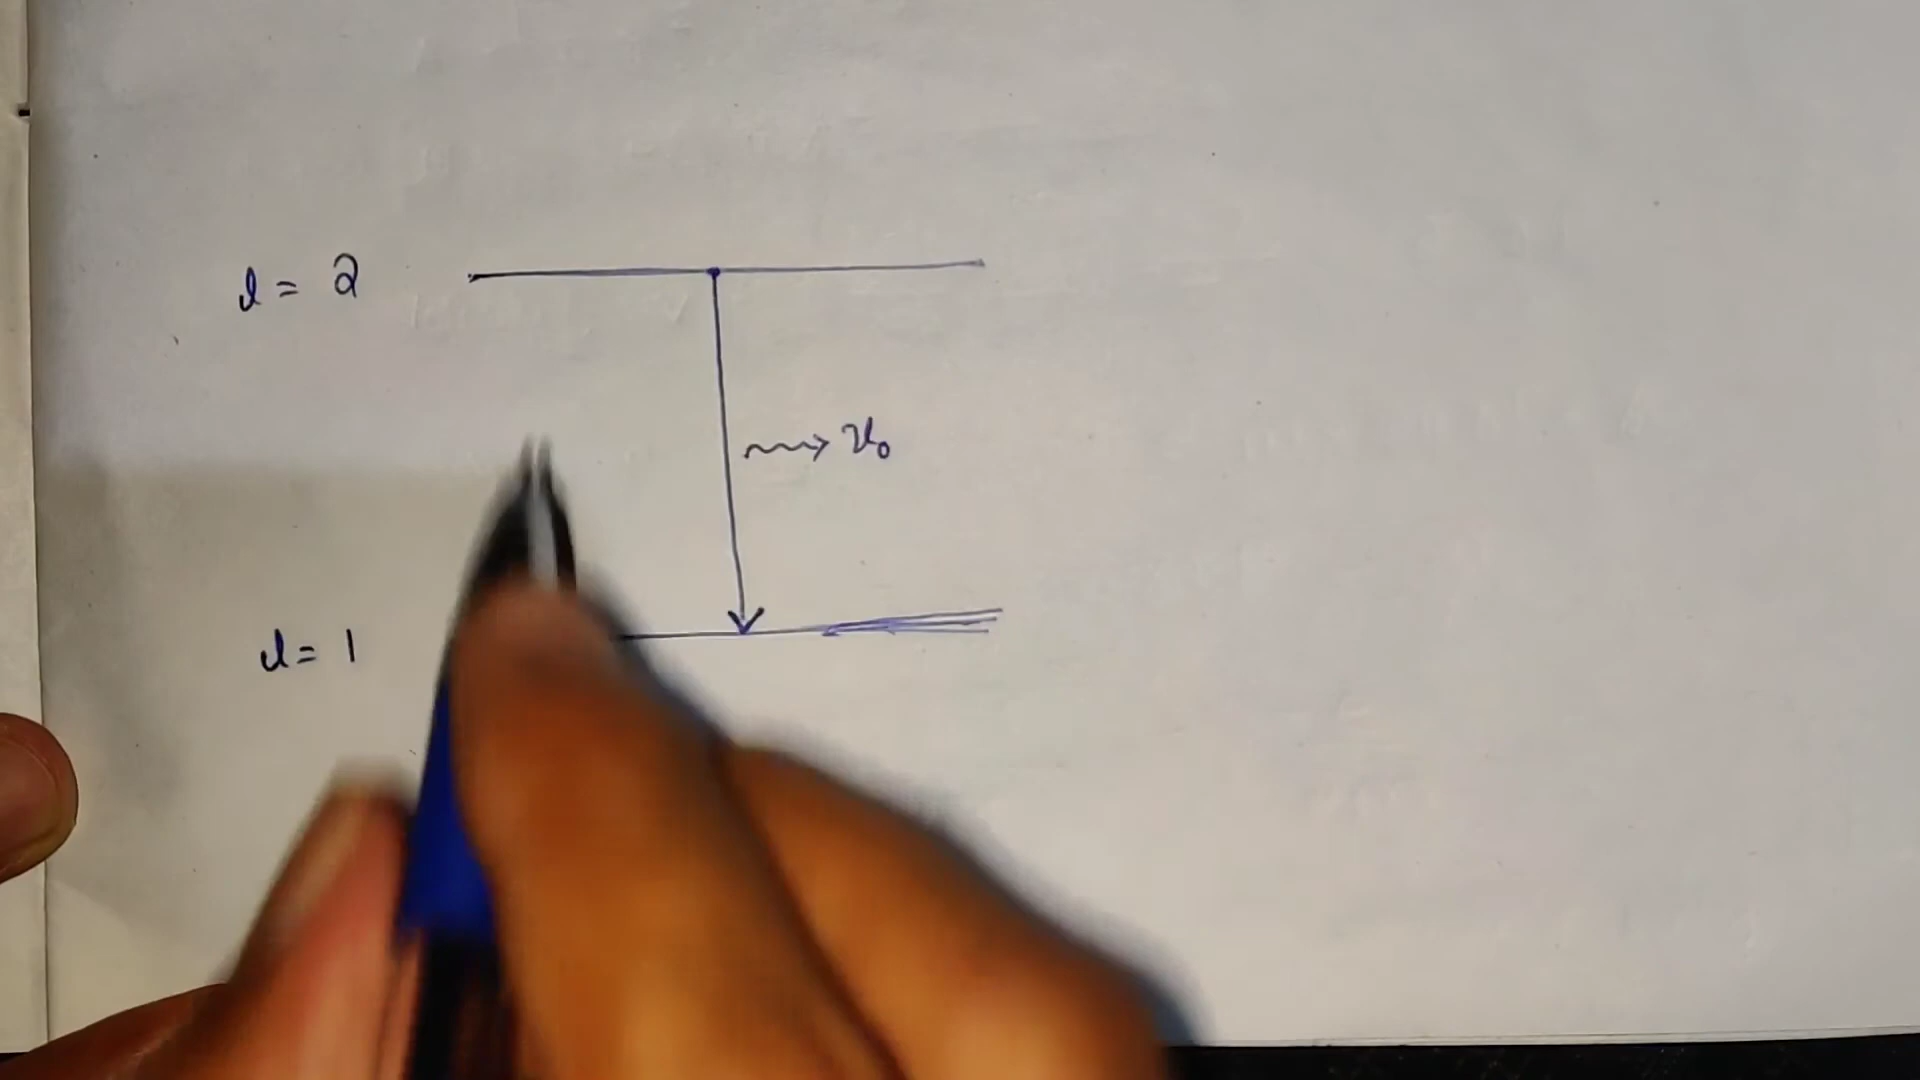 l = 2
ν₀
l = 1